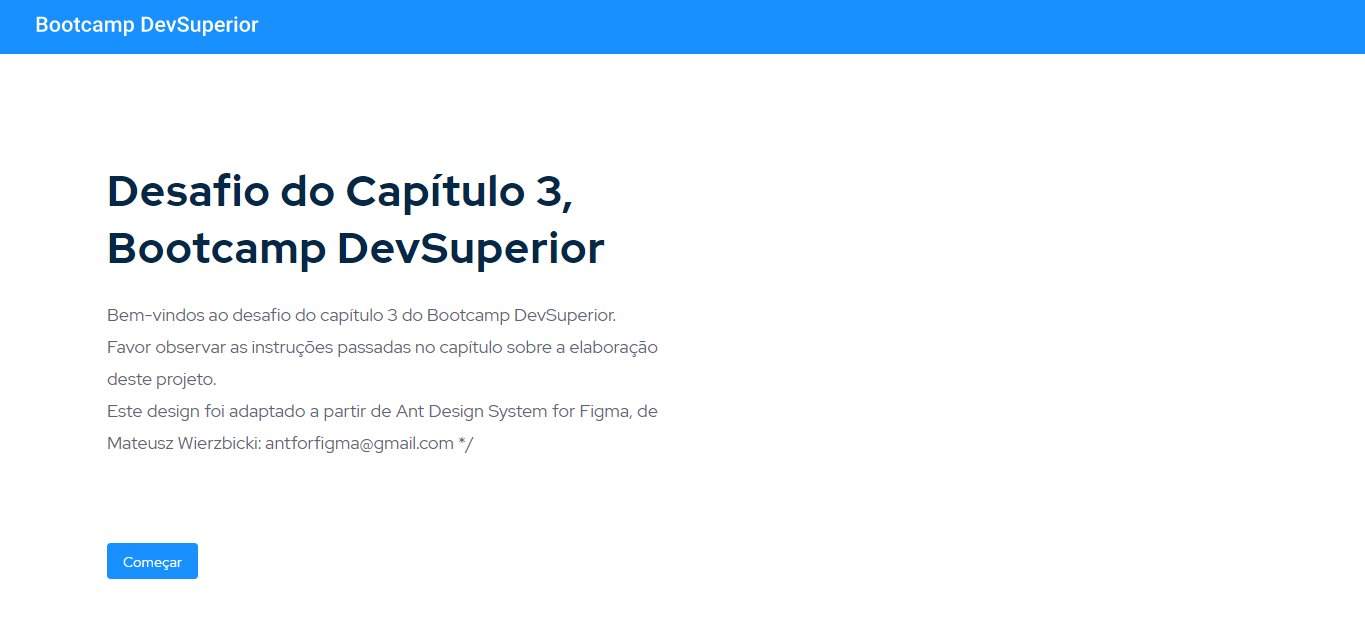 Bootcamp DevSuperior
Desafio do Capítulo 3,
Bootcamp DevSuperior
Bem-vindos ao desafio do capítulo 3 do Bootcamp DevSuperior.
Favor observar as instruções passadas no capítulo sobre a elaboração
deste projeto.
Este design foi adaptado a partir de Ant Design System for Figma, de
Mateusz Wierzbicki: antforfigma@gmail.com */
Começar